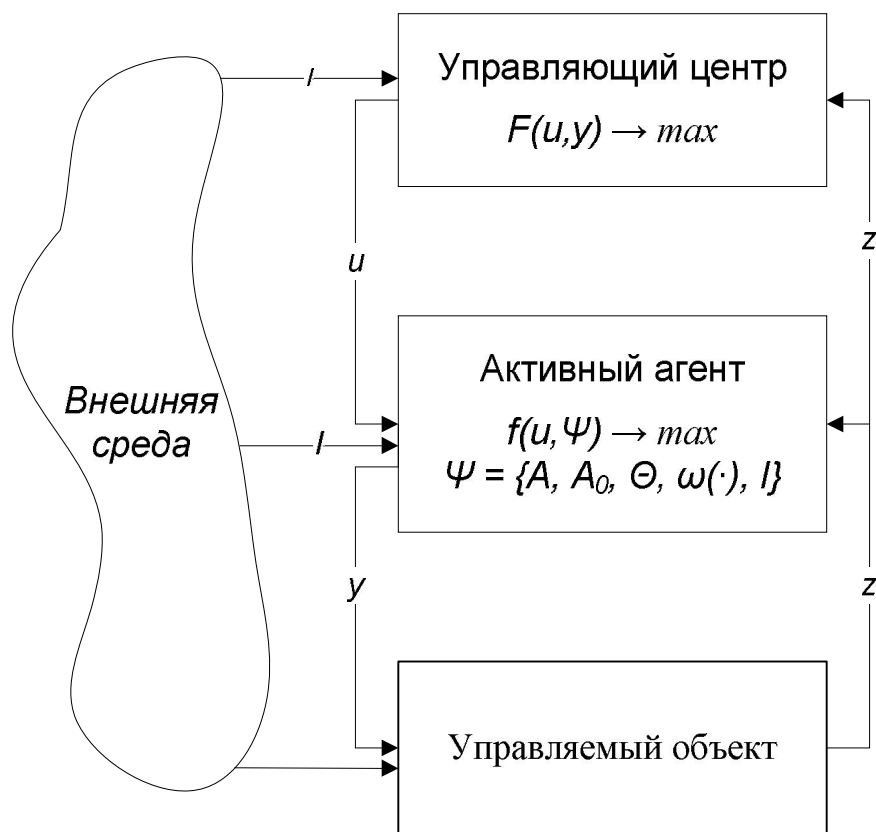 Управляющий центр
F(u,y) → max
I
z
u
Внешняя
среда
Активный агент
f(u,Ψ) → max
Ψ = {A, A₀, Θ, ω(·), I}
I
y
z
Управляемый объект